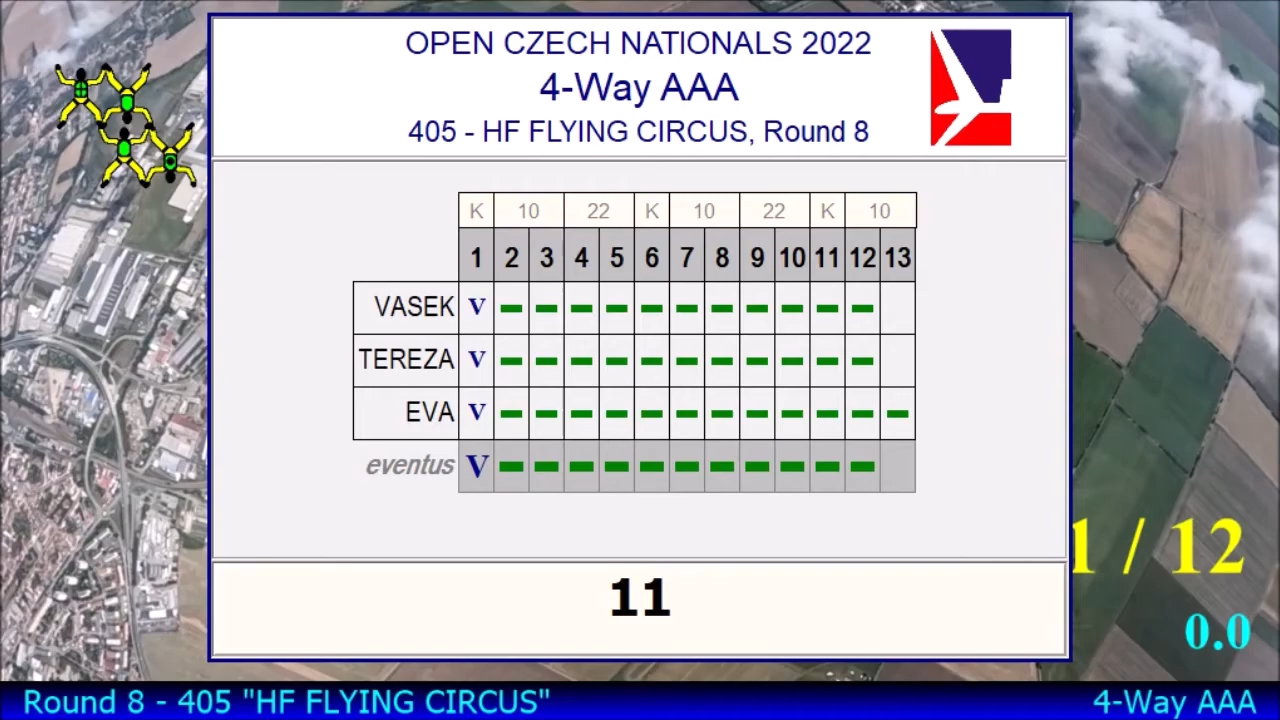 OPEN CZECH NATIONALS 2022
4-Way AAA
405 - HF FLYING CIRCUS, Round 8
K 10 22 K 10 22 K 10
1 2 3 4 5 6 7 8 9 10 11 12 13
VASEK V - - - - - - - - - - -
TEREZA V - - - - - - - - - - -
EVA V - - - - - - - - - - - -
eventus V - - - - - - - - - - -
1 / 12
11
0.0
Round 8 - 405 "HF FLYING CIRCUS" 4-Way AAA